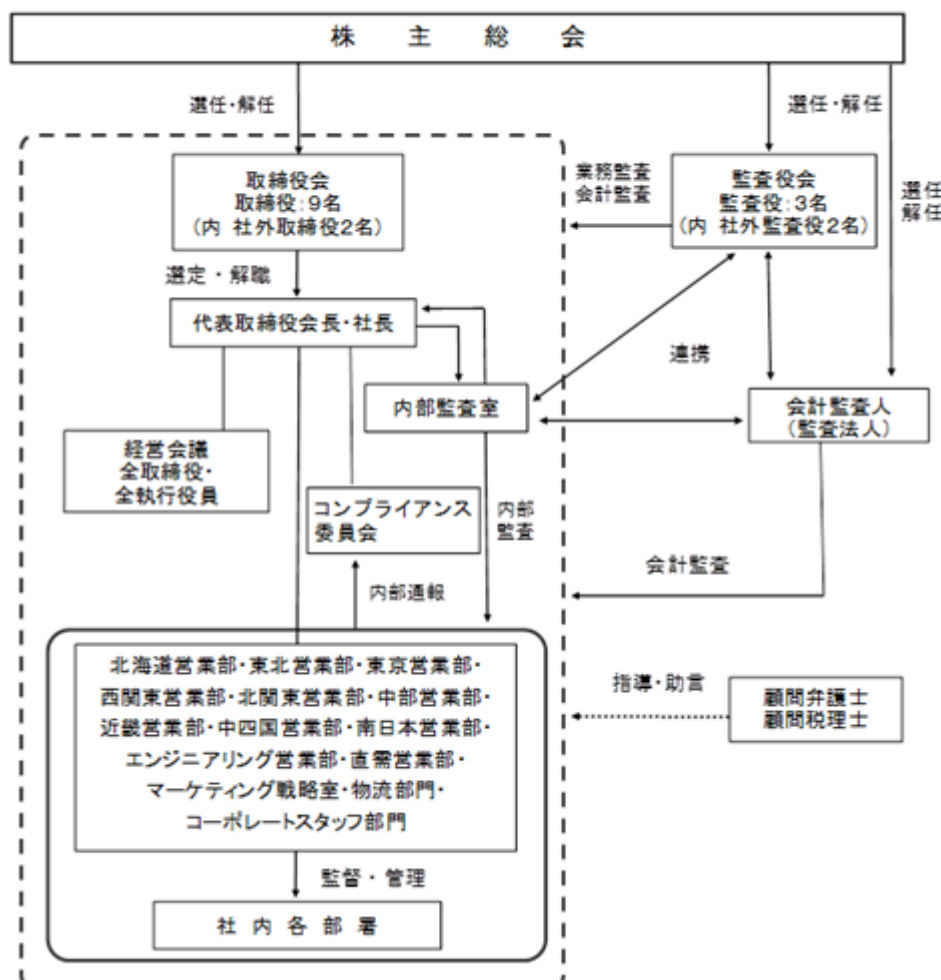 株主総会
選任・解任
選任・解任
選任
解任
取締役会
取締役:9名
(内 社外取締役2名)
業務監査
会計監査
監査役会
監査役:3名
(内 社外監査役2名)
選定・解職
代表取締役会長・社長
連携
内部監査室
会計監査人
(監査法人)
経営会議
全取締役・
全執行役員
コンプライアンス
委員会
内部
監査
会計監査
内部通報
北海道営業部・東北営業部・東京営業部・
西関東営業部・北関東営業部・中部営業部・
近畿営業部・中四国営業部・南日本営業部・
エンジニアリング営業部・直需営業部・
マーケティング戦略室・物流部門・
コーポレートスタッフ部門
指導・助言
顧問弁護士
顧問税理士
監督・管理
社内各部署